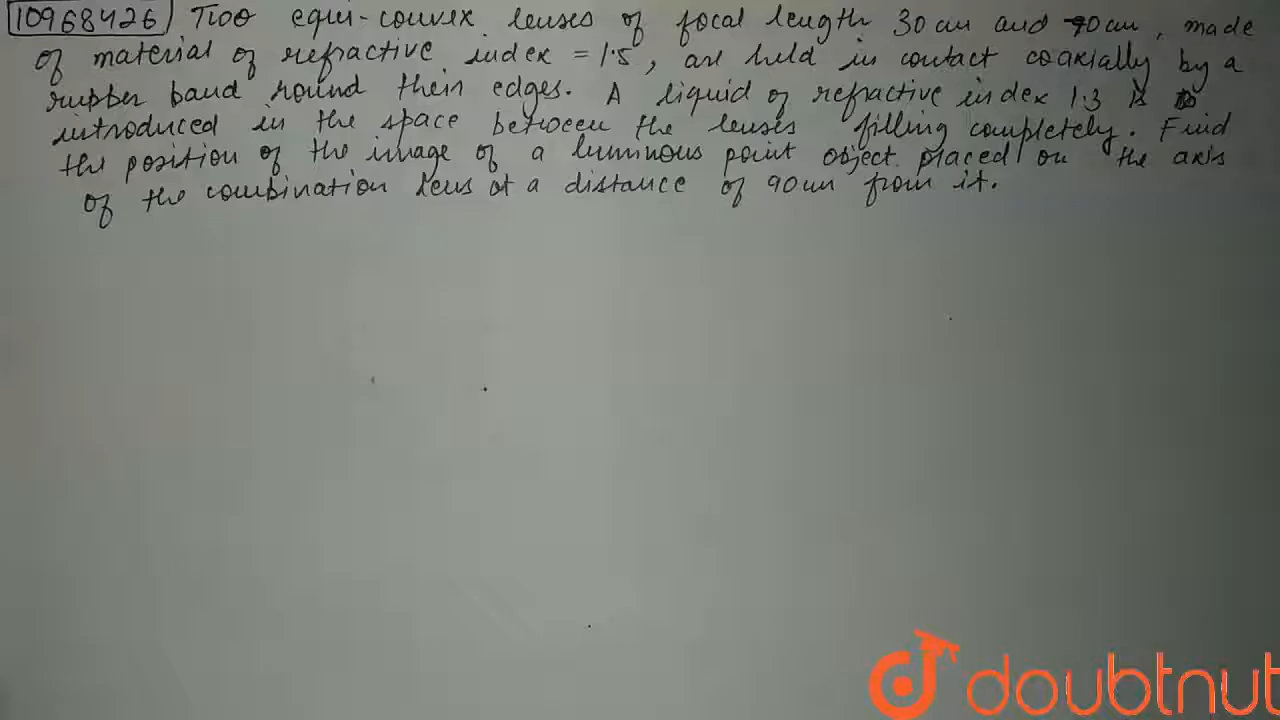 10968426) Two equi-convex lenses of focal length 30 cm and 70 cm, made
of material of refractive index = 1.5, are held in contact coaxially by a
rubber band round their edges. A liquid of refractive index 1.3 is
introduced in the space between the lenses filling completely. Find
the position of the image of a luminous point object placed on the axis
of the combination lens at a distance of 90 cm from it.
doubtnut